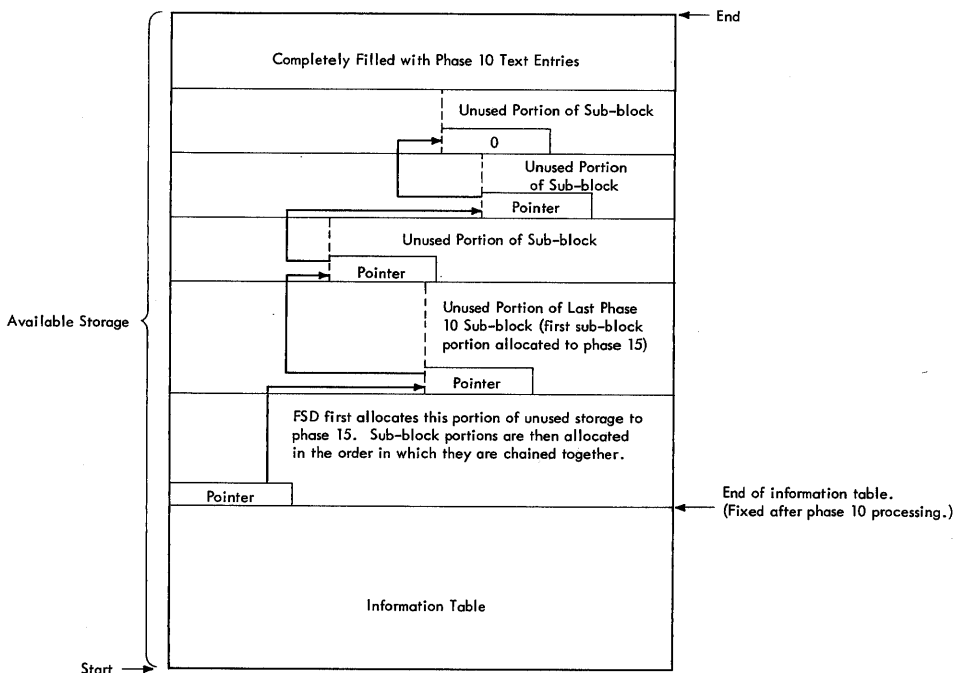 End
Completely Filled with Phase 10 Text Entries
Unused Portion of Sub-block
0
Unused Portion
of Sub-block
Pointer
Unused Portion of Sub-block
Pointer
Available Storage
Unused Portion of Last Phase
10 Sub-block (first sub-block
portion allocated to phase 15)
Pointer
FSD first allocates this portion of unused storage to
phase 15. Sub-block portions are then allocated
in the order in which they are chained together.
Pointer
End of information table.
(Fixed after phase 10 processing.)
Information Table
Start